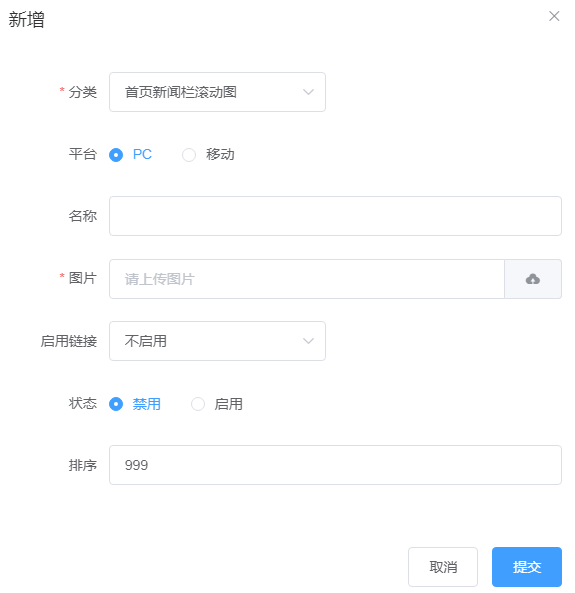 新增
* 分类 首页新闻栏滚动图
平台 PC 移动
名称
* 图片 请上传图片
启用链接 不启用
状态 禁用 启用
排序 999
取消 提交